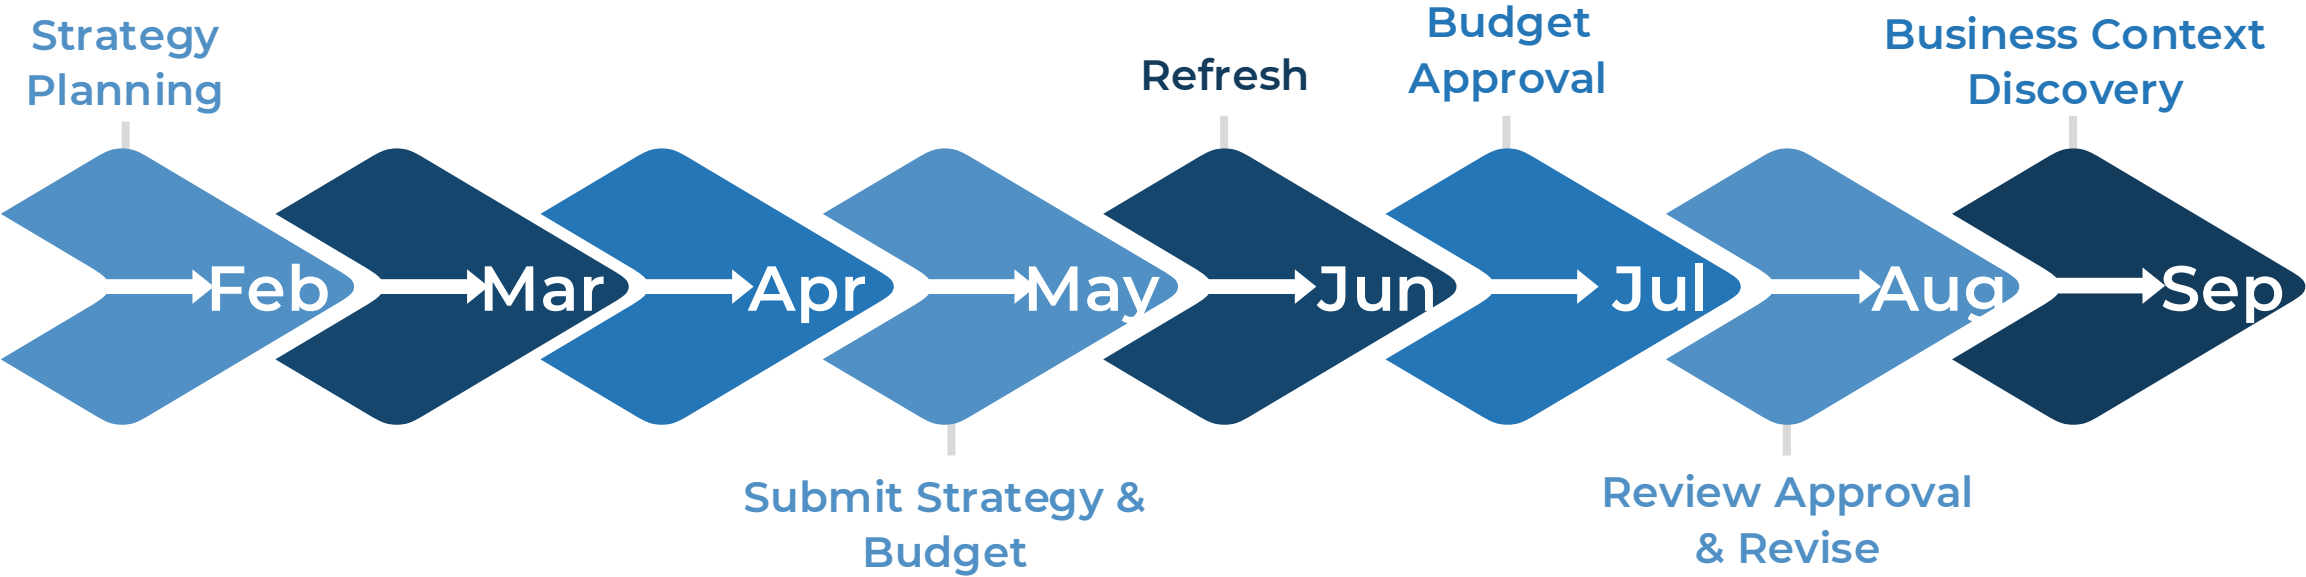 Strategy
Planning
Refresh
Budget
Approval
Business Context
Discovery
Feb
Mar
Apr
May
Jun
Jul
Aug
Sep
Submit Strategy &
Budget
Review Approval
& Revise